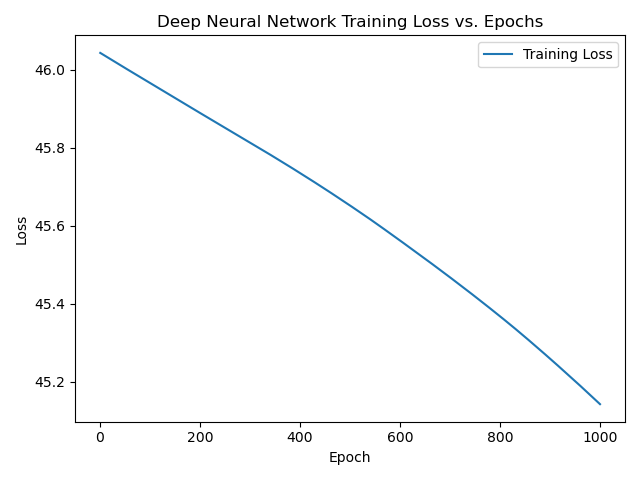 Deep Neural Network Training Loss vs. Epochs
Training Loss
46.0
45.8
45.6
45.4
45.2
Loss
0 200 400 600 800 1000
Epoch